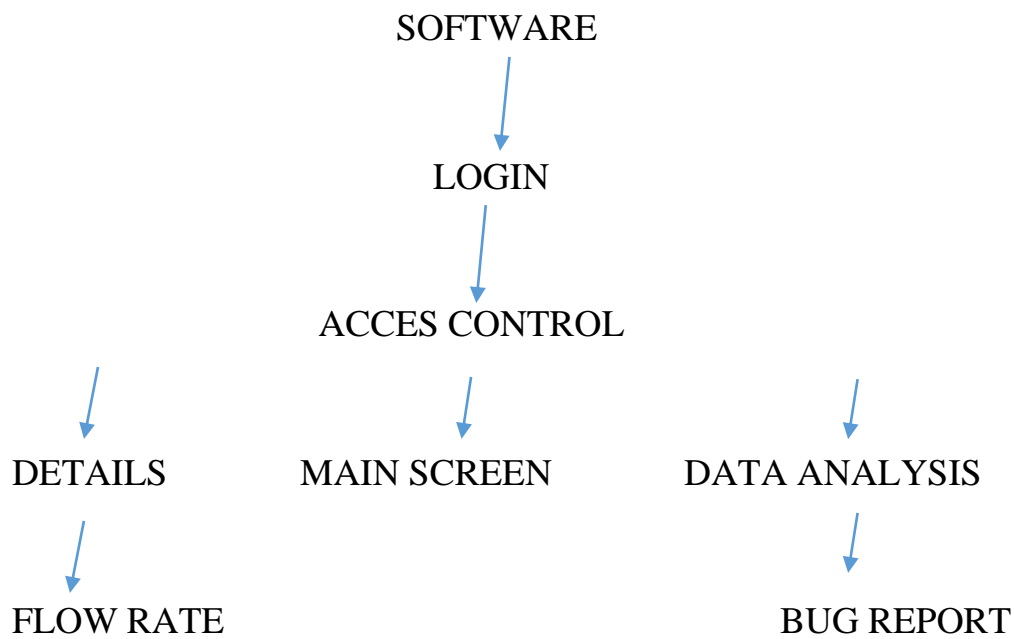 SOFTWARE
LOGIN
ACCES CONTROL
DETAILS MAIN SCREEN DATA ANALYSIS
FLOW RATE BUG REPORT